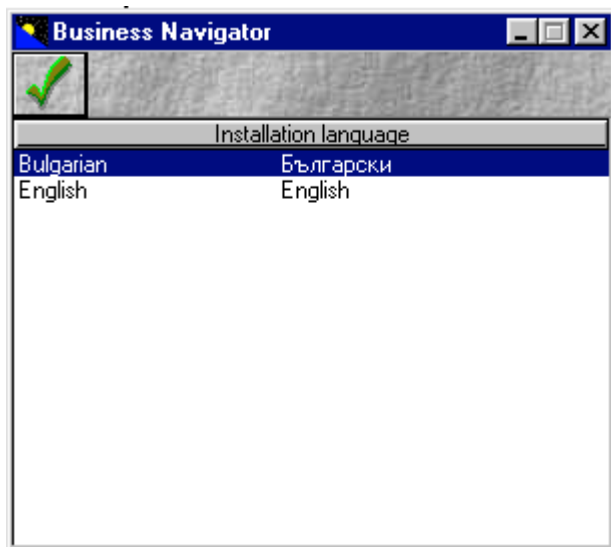 Business Navigator
Installation language
Bulgarian Български
English English